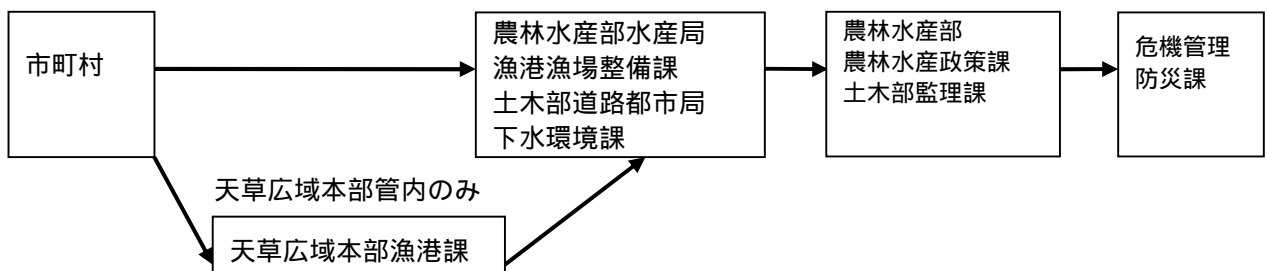 市町村
農林水産部水産局
漁港漁場整備課
土木部道路都市局
下水環境課
農林水産部
農林水産政策課
土木部監理課
危機管理
防災課
天草広域本部管内のみ
天草広域本部漁港課